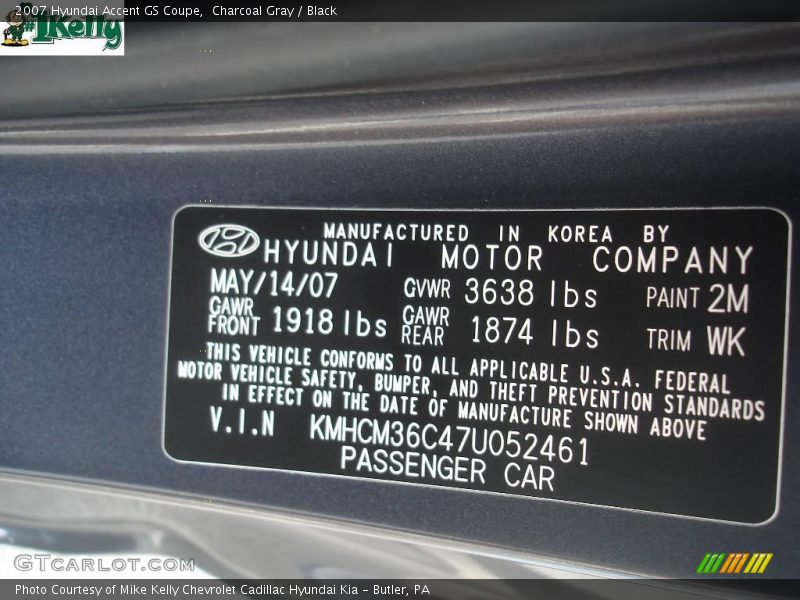 2007 Hyundai Accent GS Coupe,  Charcoal Gray / Black
#1Kelly
MANUFACTURED IN KOREA BY
HYUNDAI MOTOR COMPANY
MAY/14/07 GVWR 3638 lbs PAINT 2M
GAWR FRONT 1918 lbs GAWR REAR 1874 lbs TRIM WK
THIS VEHICLE CONFORMS TO ALL APPLICABLE U.S.A. FEDERAL
MOTOR VEHICLE SAFETY, BUMPER, AND THEFT PREVENTION STANDARDS
IN EFFECT ON THE DATE OF MANUFACTURE SHOWN ABOVE
V.I.N KMHCM36C47U052461
PASSENGER CAR
GTCARLOT.COM
Photo Courtesy of Mike Kelly Chevrolet Cadillac Hyundai Kia – Butler, PA